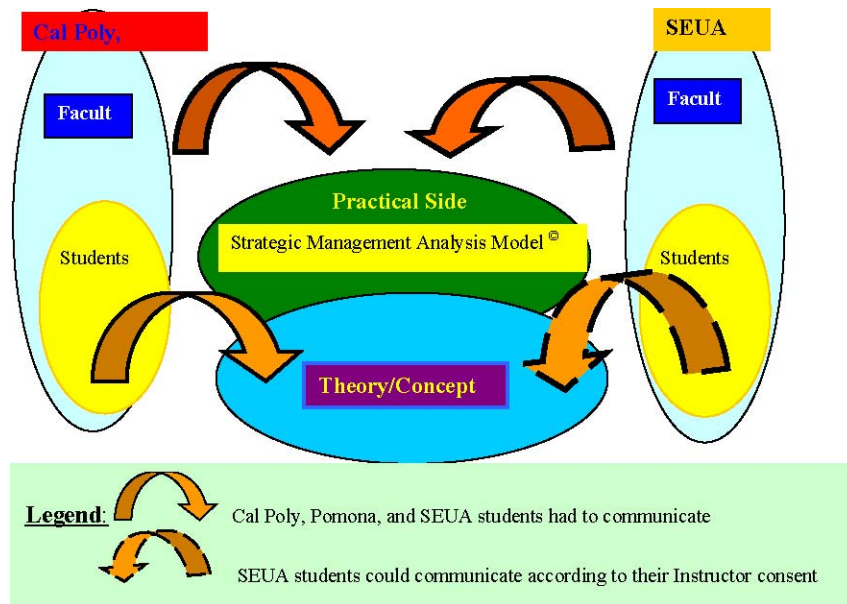 Cal Poly,
SEUA
Facult
Facult
Practical Side
Strategic Management Analysis Model ©
Students
Students
Theory/Concept
Legend:
Cal Poly, Pomona, and SEUA students had to communicate
SEUA students could communicate according to their Instructor consent